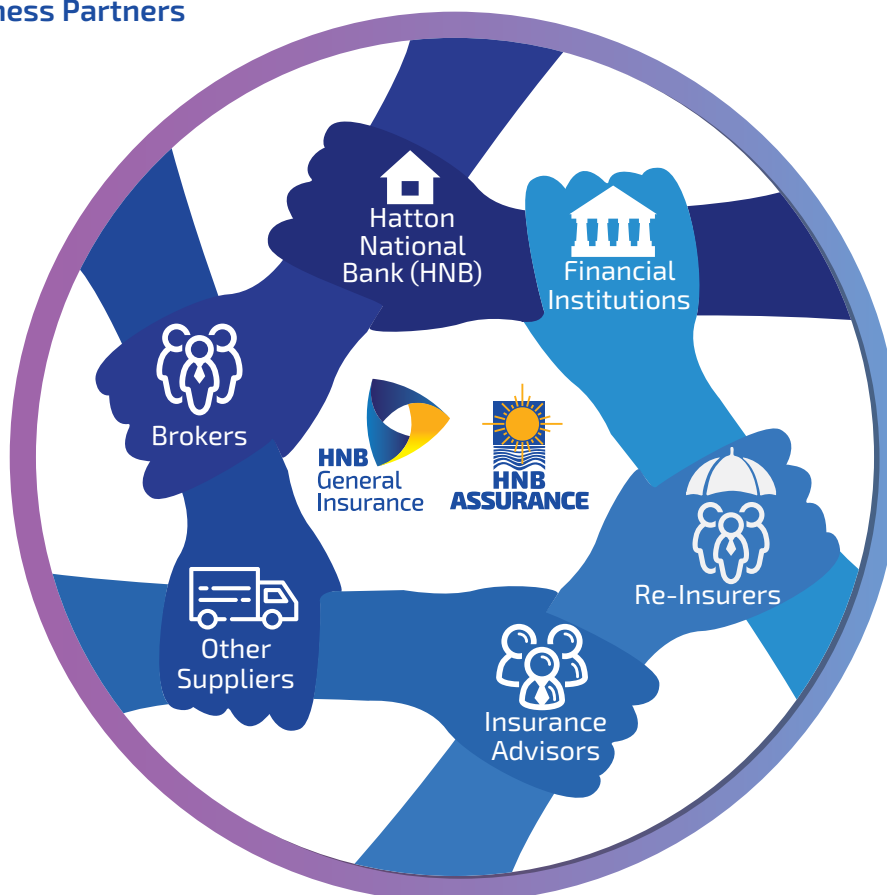 Partners
Hatton
National
Bank (HNB)
Financial
Institutions
Brokers
HNB
General
Insurance
HNB
ASSURANCE
Re-Insurers
Other
Suppliers
Insurance
Advisors